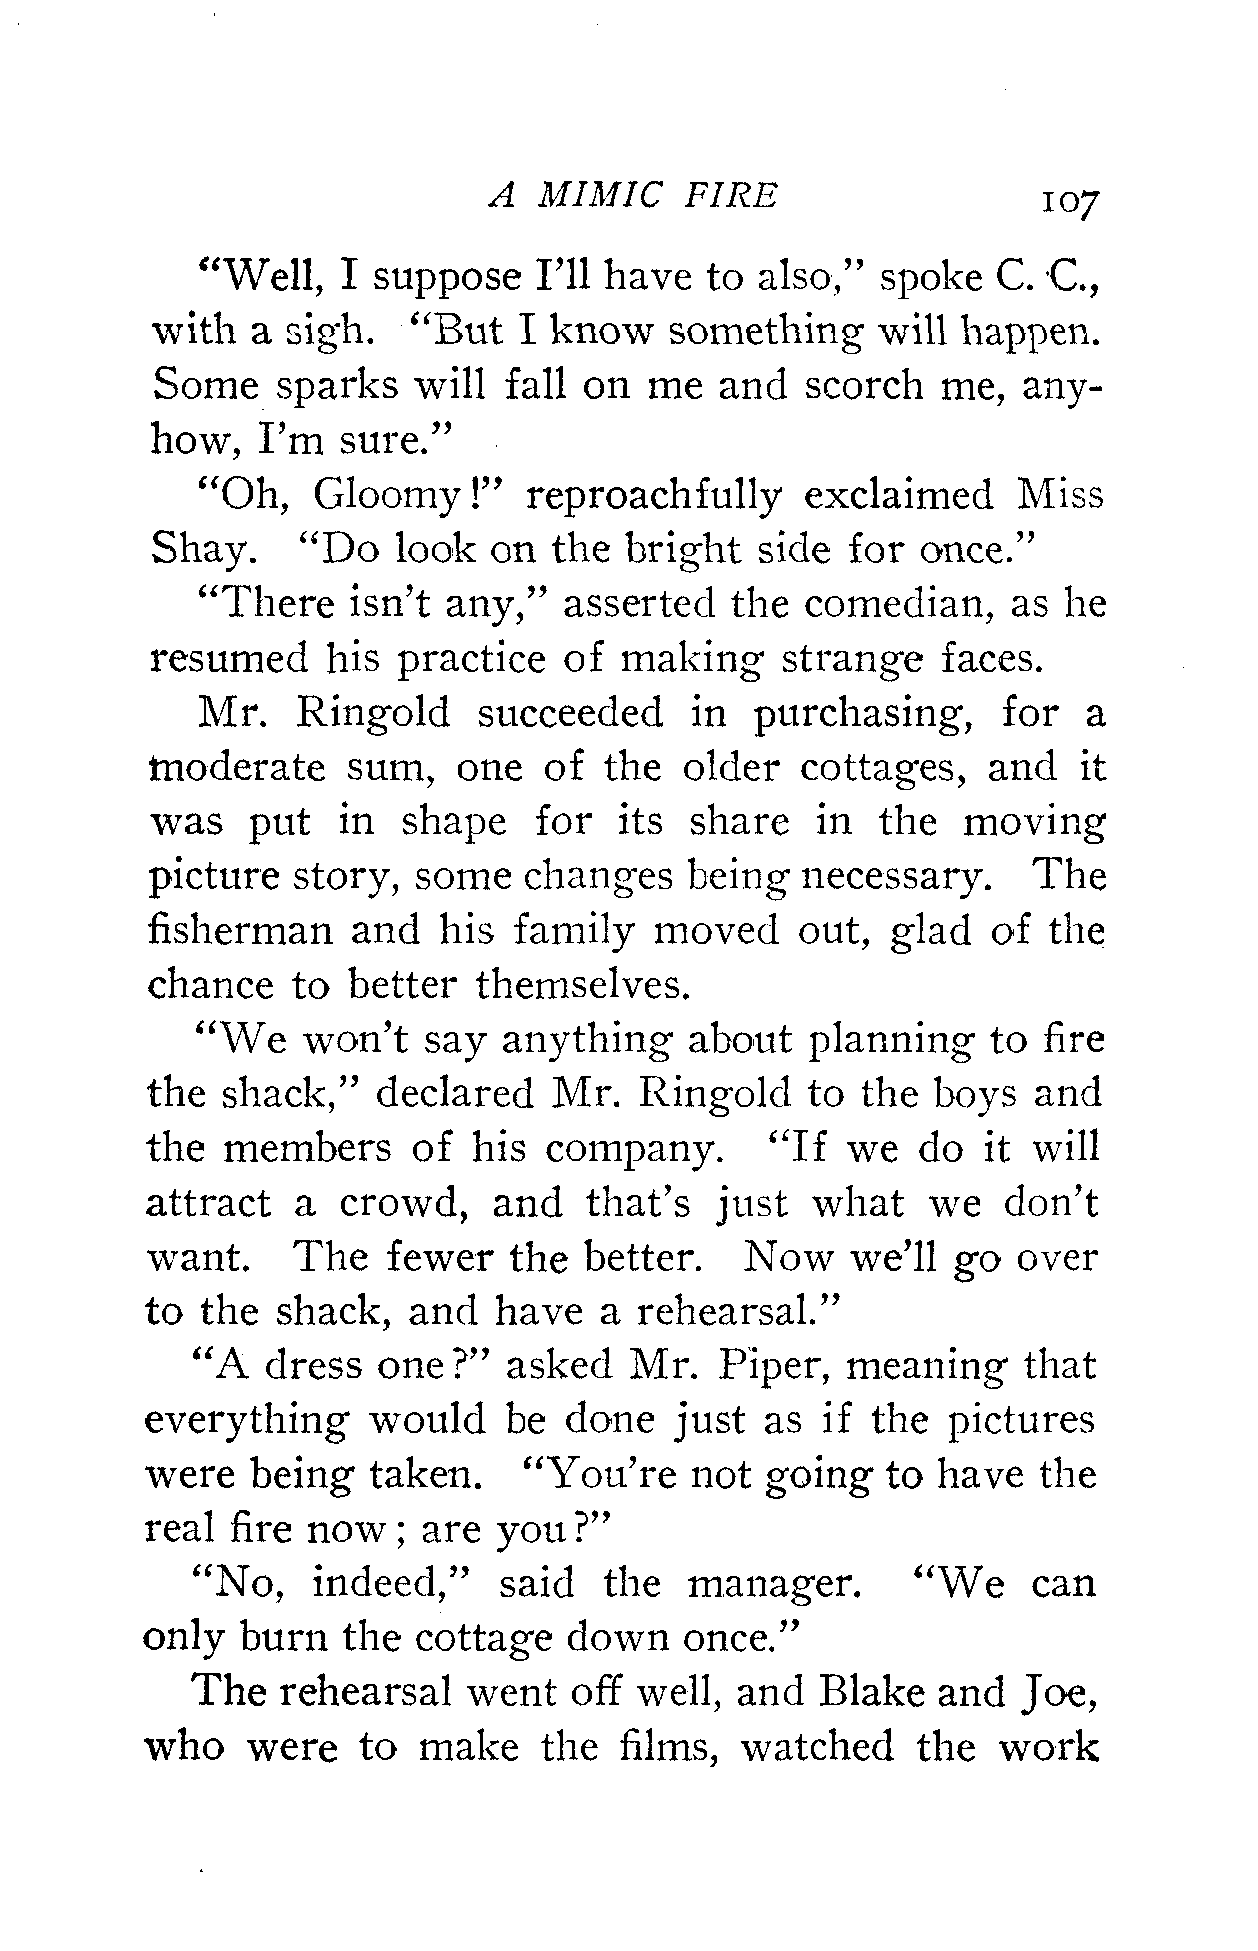 A MIMIC FIRE 107
"Well, I suppose I'll have to also," spoke C. C.,
with a sigh. "But I know something will happen.
Some sparks will fall on me and scorch me, any-
how, I'm sure."
"Oh, Gloomy!" reproachfully exclaimed Miss
Shay. "Do look on the bright side for once."
"There isn't any," asserted the comedian, as he
resumed his practice of making strange faces.
Mr. Ringold succeeded in purchasing, for a
moderate sum, one of the older cottages, and it
was put in shape for its share in the moving
picture story, some changes being necessary. The
fisherman and his family moved out, glad of the
chance to better themselves.
"We won't say anything about planning to fire
the shack," declared Mr. Ringold to the boys and
the members of his company. "If we do it will
attract a crowd, and that's just what we don't
want. The fewer the better. Now we'll go over
to the shack, and have a rehearsal."
"A dress one?" asked Mr. Piper, meaning that
everything would be done just as if the pictures
were being taken. "You're not going to have the
real fire now; are you?"
"No, indeed," said the manager. "We can
only burn the cottage down once."
The rehearsal went off well, and Blake and Joe,
who were to make the films, watched the work